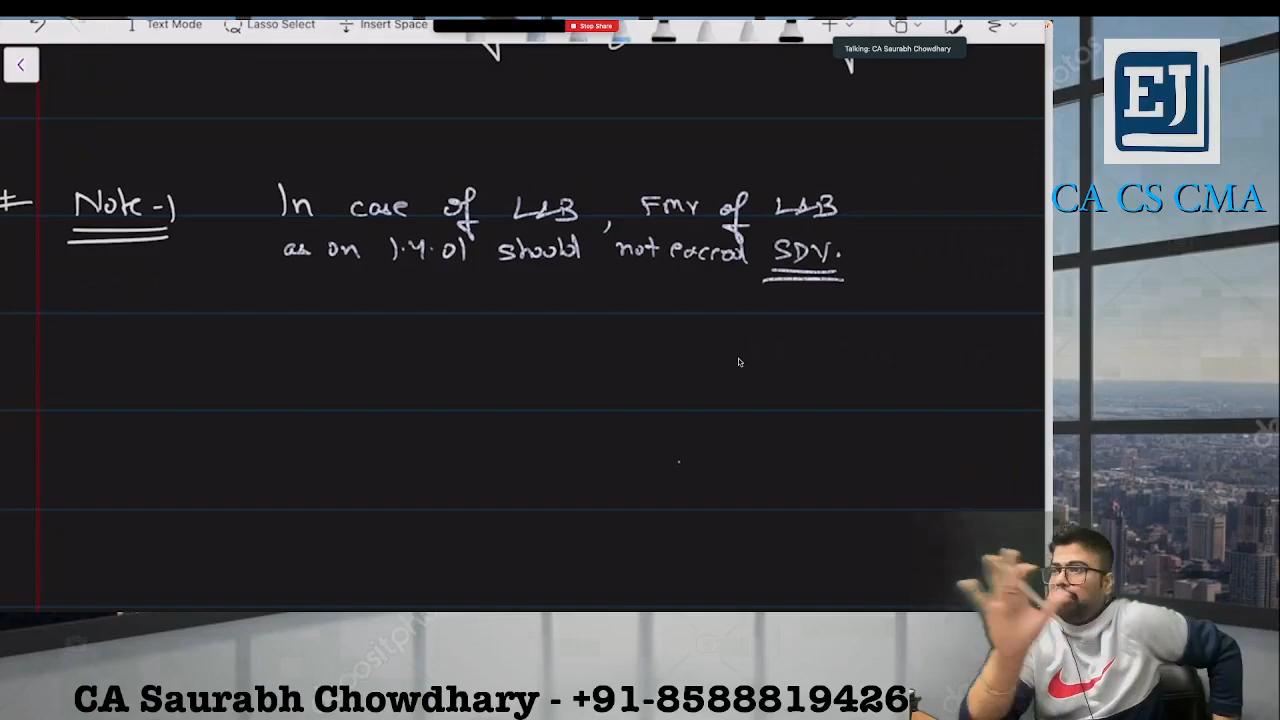 Text Mode
Lasso Select
Insert Space
Stop Share
Talking: CA Saurabh Chowdhary
EJ
CA CS CMA
# Note-1 In case of L&B, FMV of L&B
as on 1.4.01 should not exceed SDV.
CA Saurabh Chowdhary - +91-8588819426